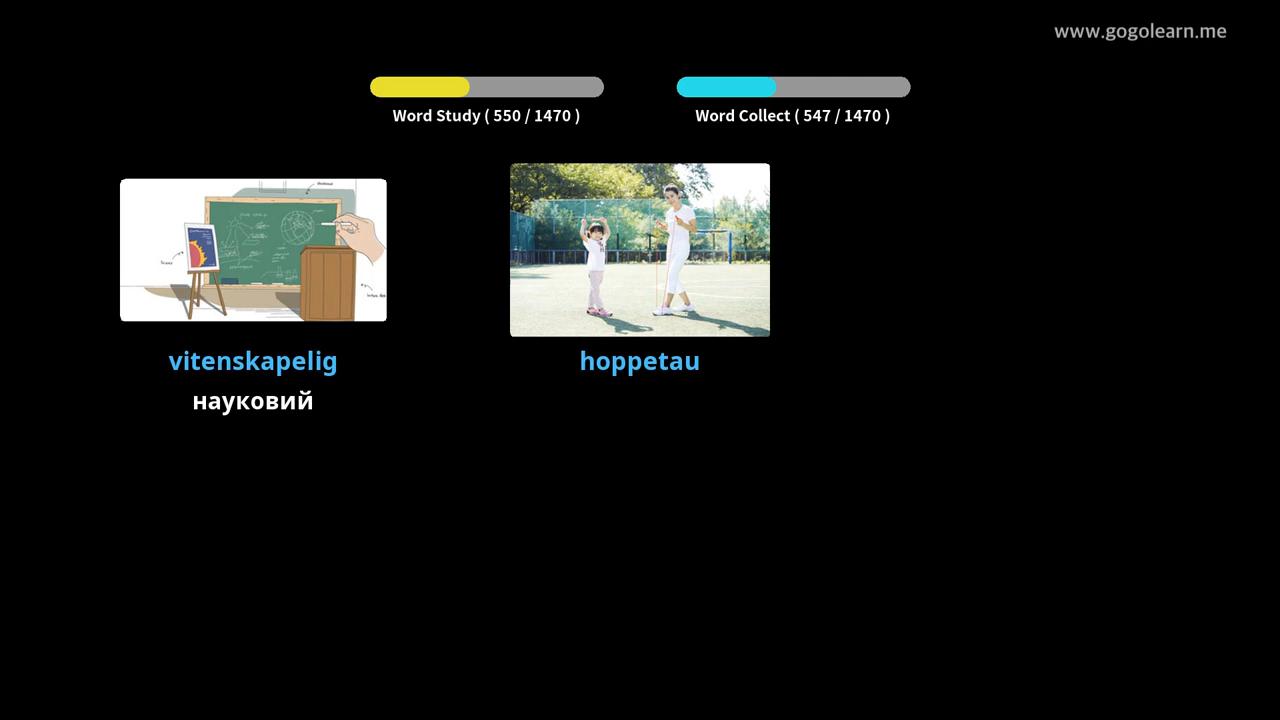 www.gogolearn.me
Word Study ( 550 / 1470 )
Word Collect ( 547 / 1470 )
vitenskapelig
науковий
hoppetau